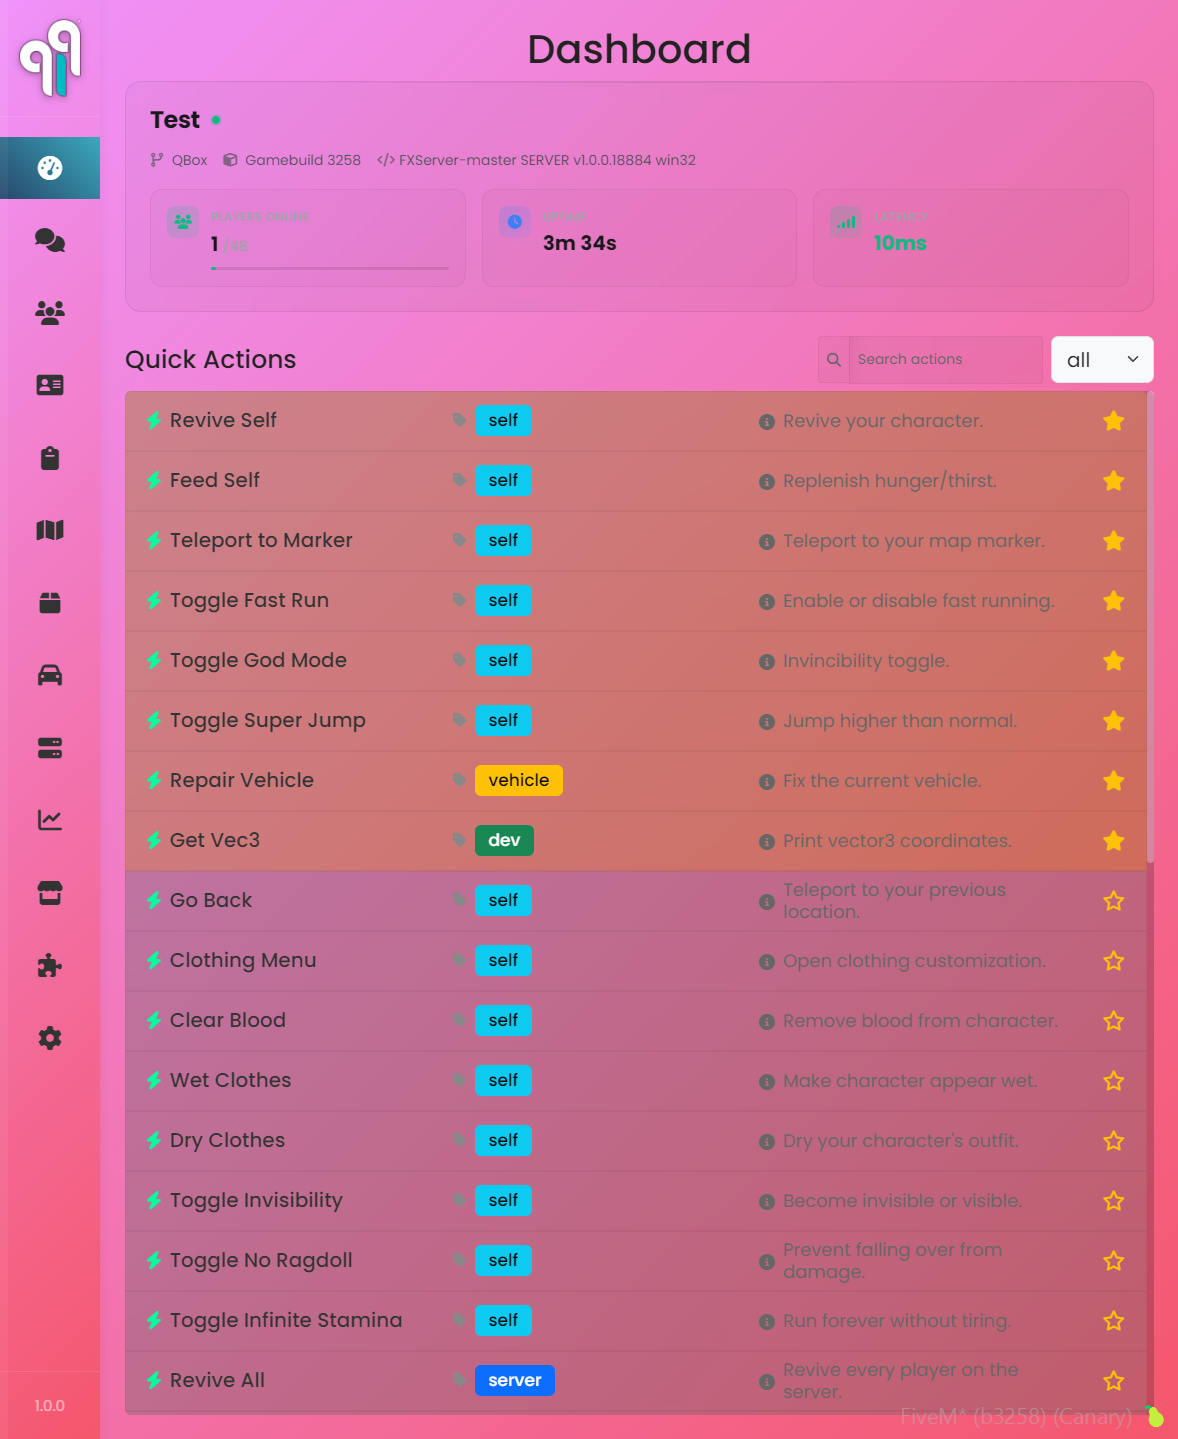 Dashboard
Test
QBox Gamebuild 3258 FXServer-master SERVER v1.0.0.18884 win32
PLAYERS ONLINE
1 /48
UPTIME
3m 34s
LATENCY
10ms
Quick Actions
Search actions
all
Revive Self self Revive your character.
Feed Self self Replenish hunger/thirst.
Teleport to Marker self Teleport to your map marker.
Toggle Fast Run self Enable or disable fast running.
Toggle God Mode self Invincibility toggle.
Toggle Super Jump self Jump higher than normal.
Repair Vehicle vehicle Fix the current vehicle.
Get Vec3 dev Print vector3 coordinates.
Go Back self Teleport to your previous
location.
Clothing Menu self Open clothing customization.
Clear Blood self Remove blood from character.
Wet Clothes self Make character appear wet.
Dry Clothes self Dry your character's outfit.
Toggle Invisibility self Become invisible or visible.
Toggle No Ragdoll self Prevent falling over from
damage.
Toggle Infinite Stamina self Run forever without tiring.
Revive All server Revive every player on the
server.
1.0.0
FiveM* (b3258) (Canary)